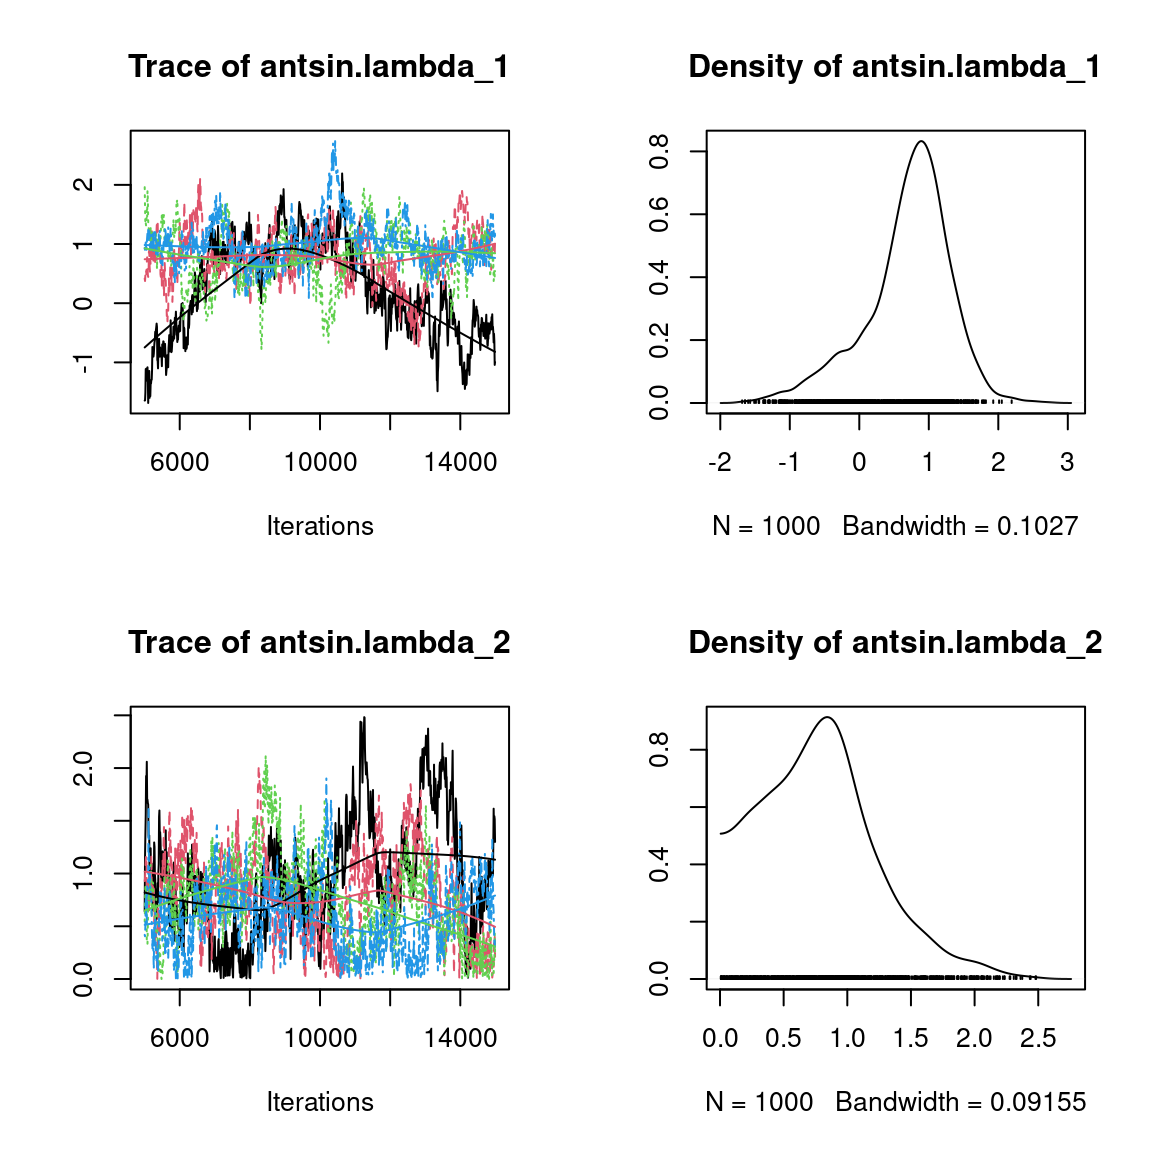 Trace of antsin.lambda_1
2
1
0
-1
6000 10000 14000
Iterations
Density of antsin.lambda_1
0.8
0.6
0.4
0.2
0.0
-2 -1 0 1 2 3
N = 1000 Bandwidth = 0.1027
Trace of antsin.lambda_2
2.0
1.0
0.0
6000 10000 14000
Iterations
Density of antsin.lambda_2
0.8
0.4
0.0
0.0 0.5 1.0 1.5 2.0 2.5
N = 1000 Bandwidth = 0.09155